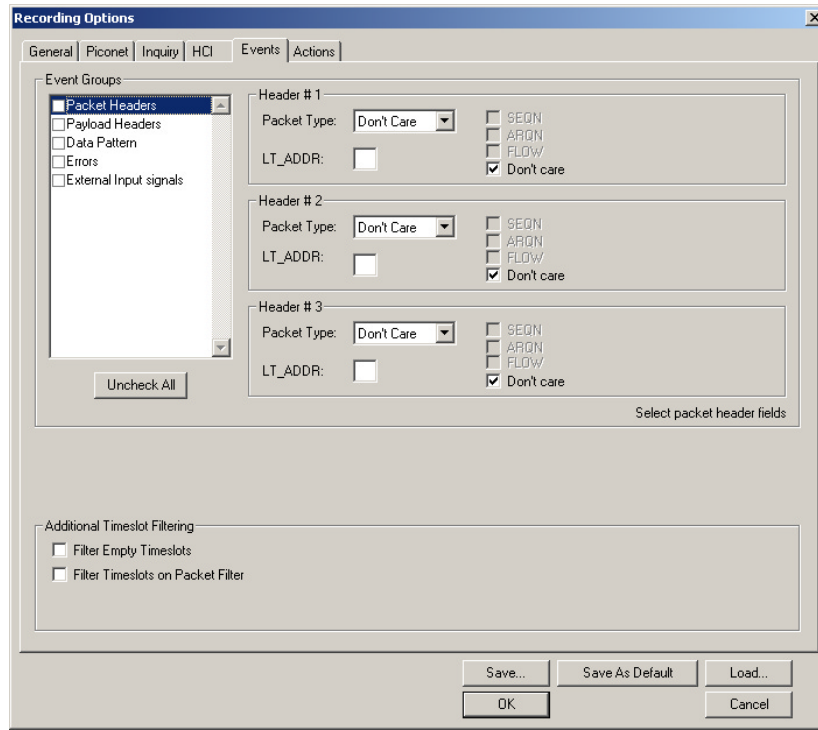 Recording Options
General Piconet Inquiry HCI Events Actions
Event Groups
Packet Headers
Payload Headers
Data Pattern
Errors
External Input signals
Uncheck All
Header # 1
Packet Type: Don't Care
LT_ADDR:
SEQN
ARQN
FLOW
Don't care
Header # 2
Packet Type: Don't Care
LT_ADDR:
SEQN
ARQN
FLOW
Don't care
Header # 3
Packet Type: Don't Care
LT_ADDR:
SEQN
ARQN
FLOW
Don't care
Select packet header fields
Additional Timeslot Filtering
Filter Empty Timeslots
Filter Timeslots on Packet Filter
Save... Save As Default Load...
OK Cancel